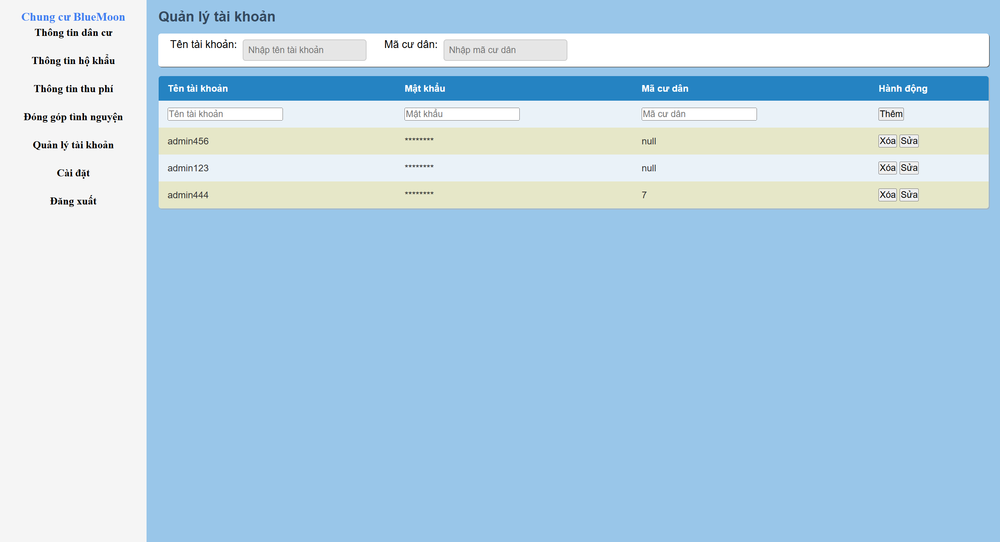 Chung cư BlueMoon
Thông tin dân cư
Thông tin hộ khẩu
Thông tin thu phí
Đóng góp tình nguyện
Quản lý tài khoản
Cài đặt
Đăng xuất
Quản lý tài khoản
Tên tài khoản: Nhập tên tài khoản Mã cư dân: Nhập mã cư dân
Tên tài khoản Mật khẩu Mã cư dân Hành động
Tên tài khoản Mật khẩu Mã cư dân Thêm
admin456 ******** null Xóa Sửa
admin123 ******** null Xóa Sửa
admin444 ******** 7 Xóa Sửa